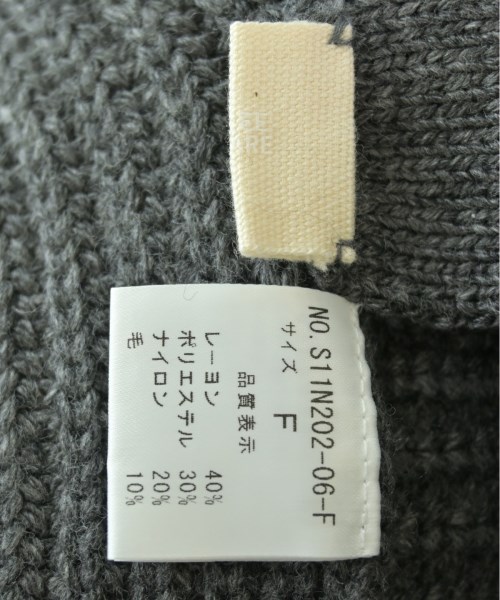 NO. S11N202-06-F
サイズ F
品質表示
レーヨン 40%
ポリエステル 30%
ナイロン 20%
毛 10%